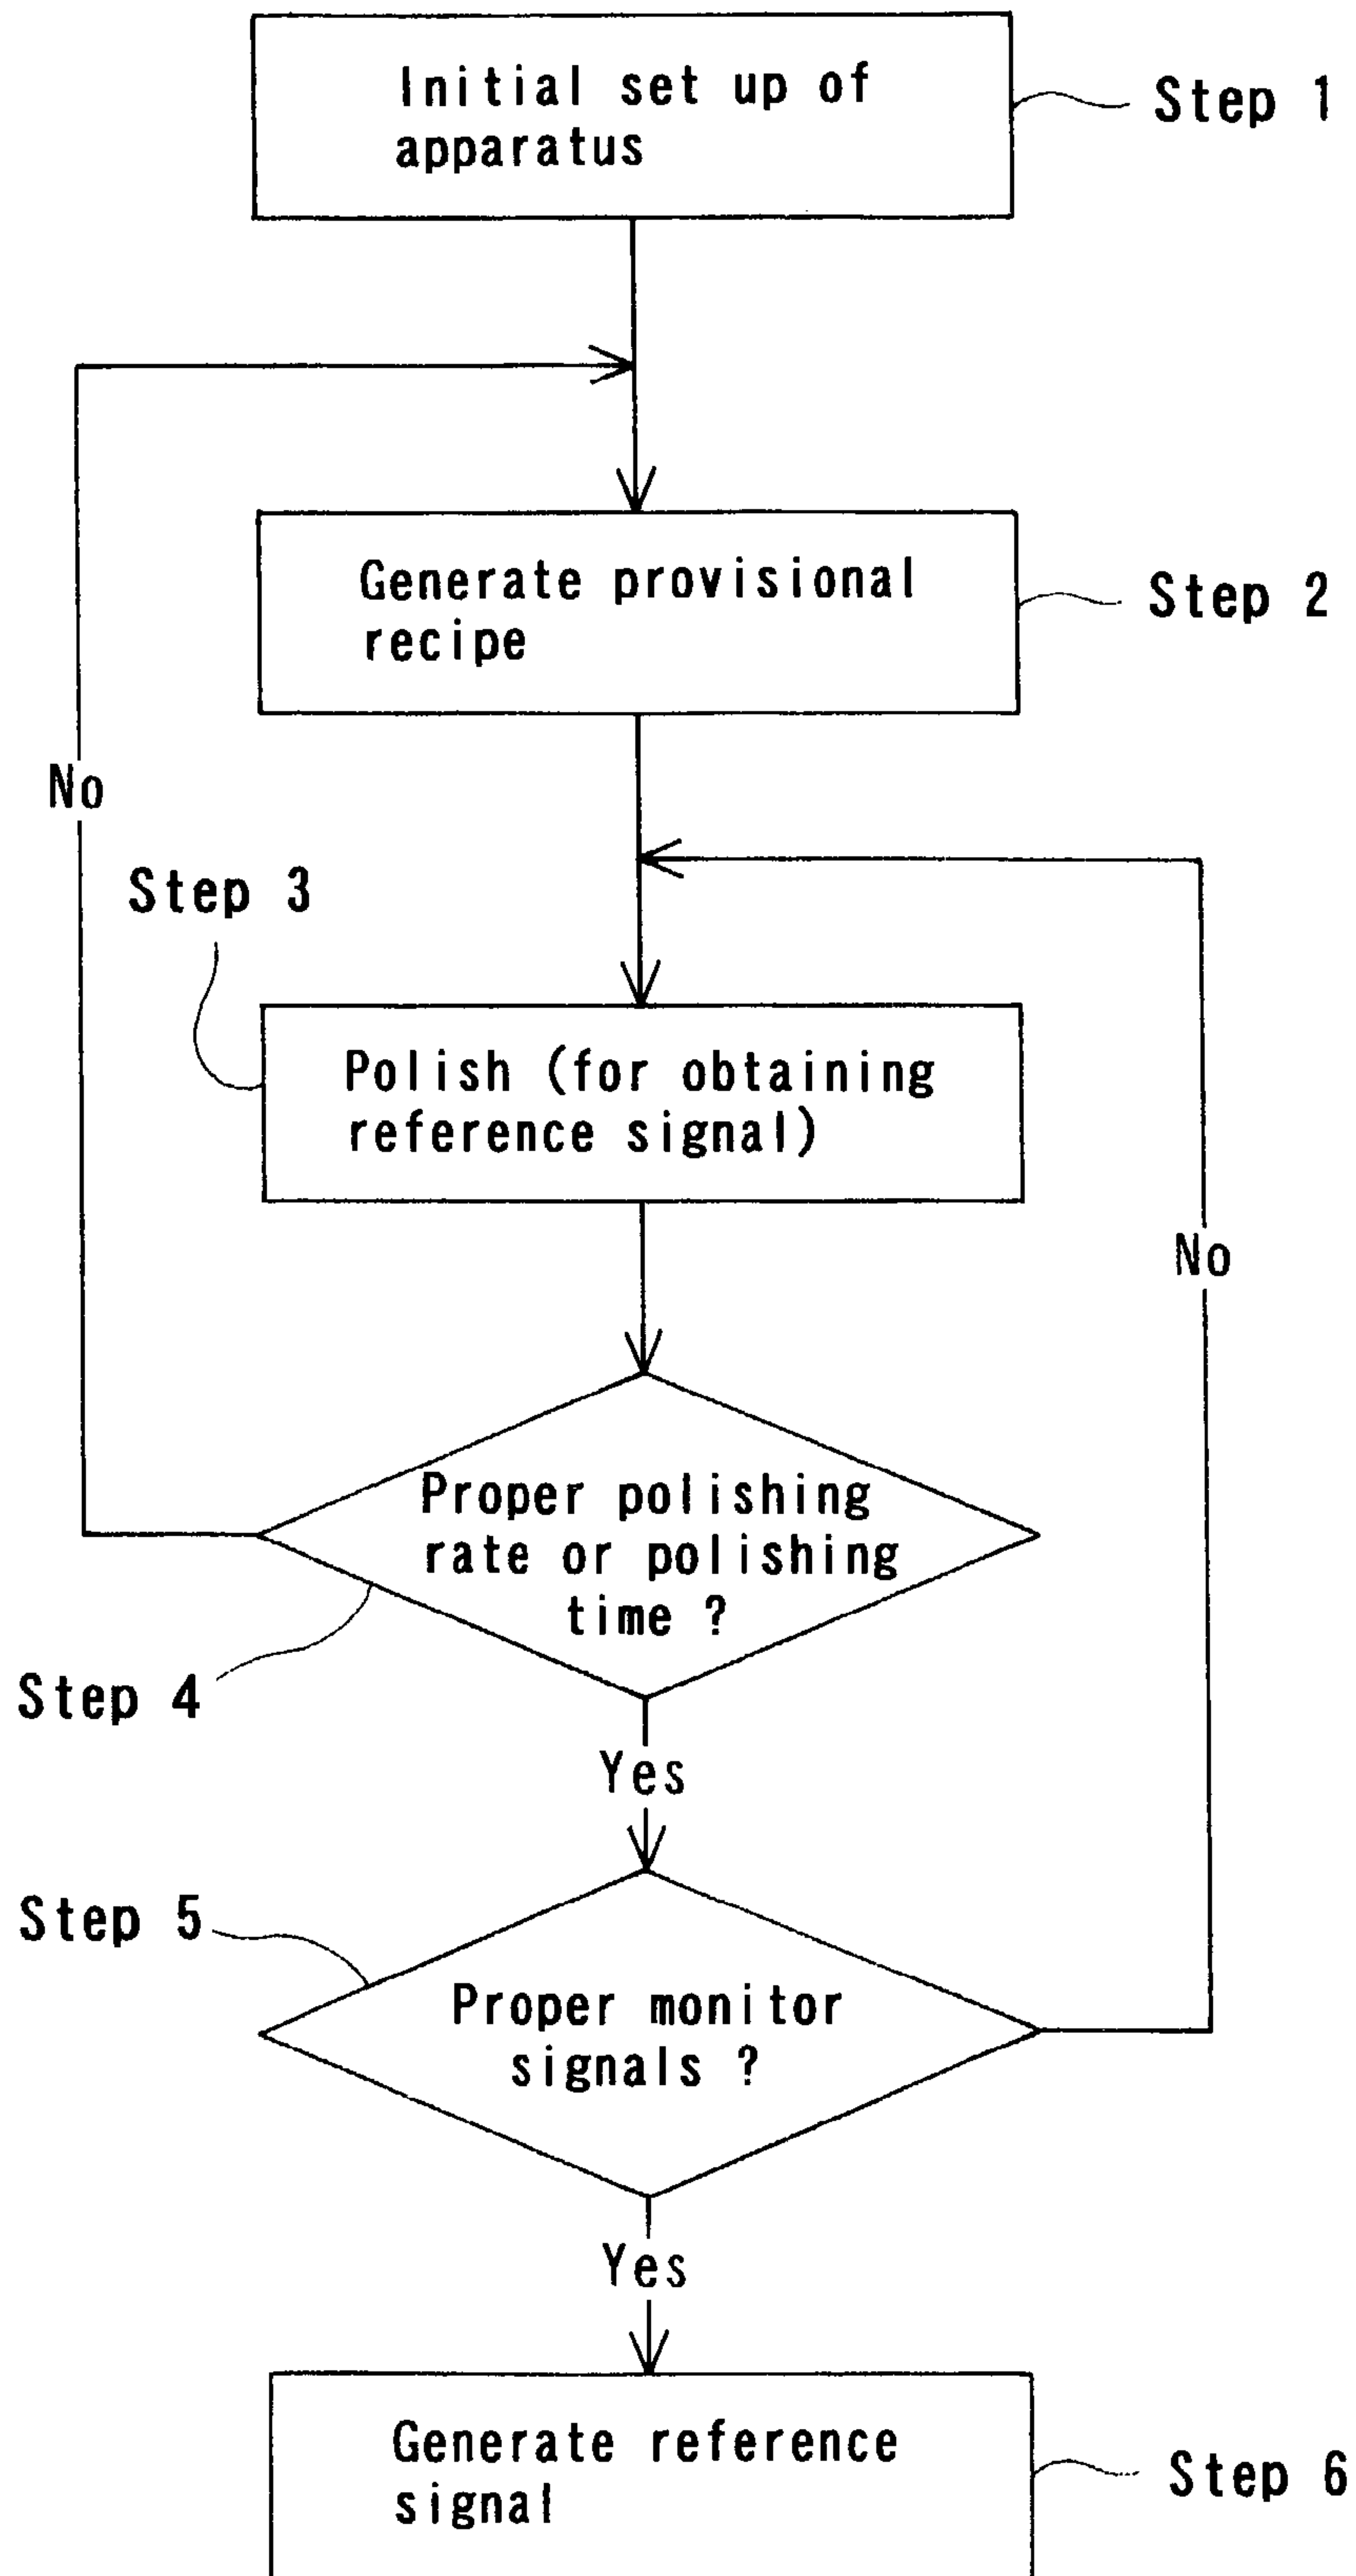 Initial set up of
apparatus
Step 1
Generate provisional
recipe
Step 2
No
Step 3
Polish (for obtaining
reference signal)
No
Proper polishing
rate or polishing
time ?
Step 4
Yes
Step 5
Proper monitor
signals ?
Yes
Generate reference
signal
Step 6